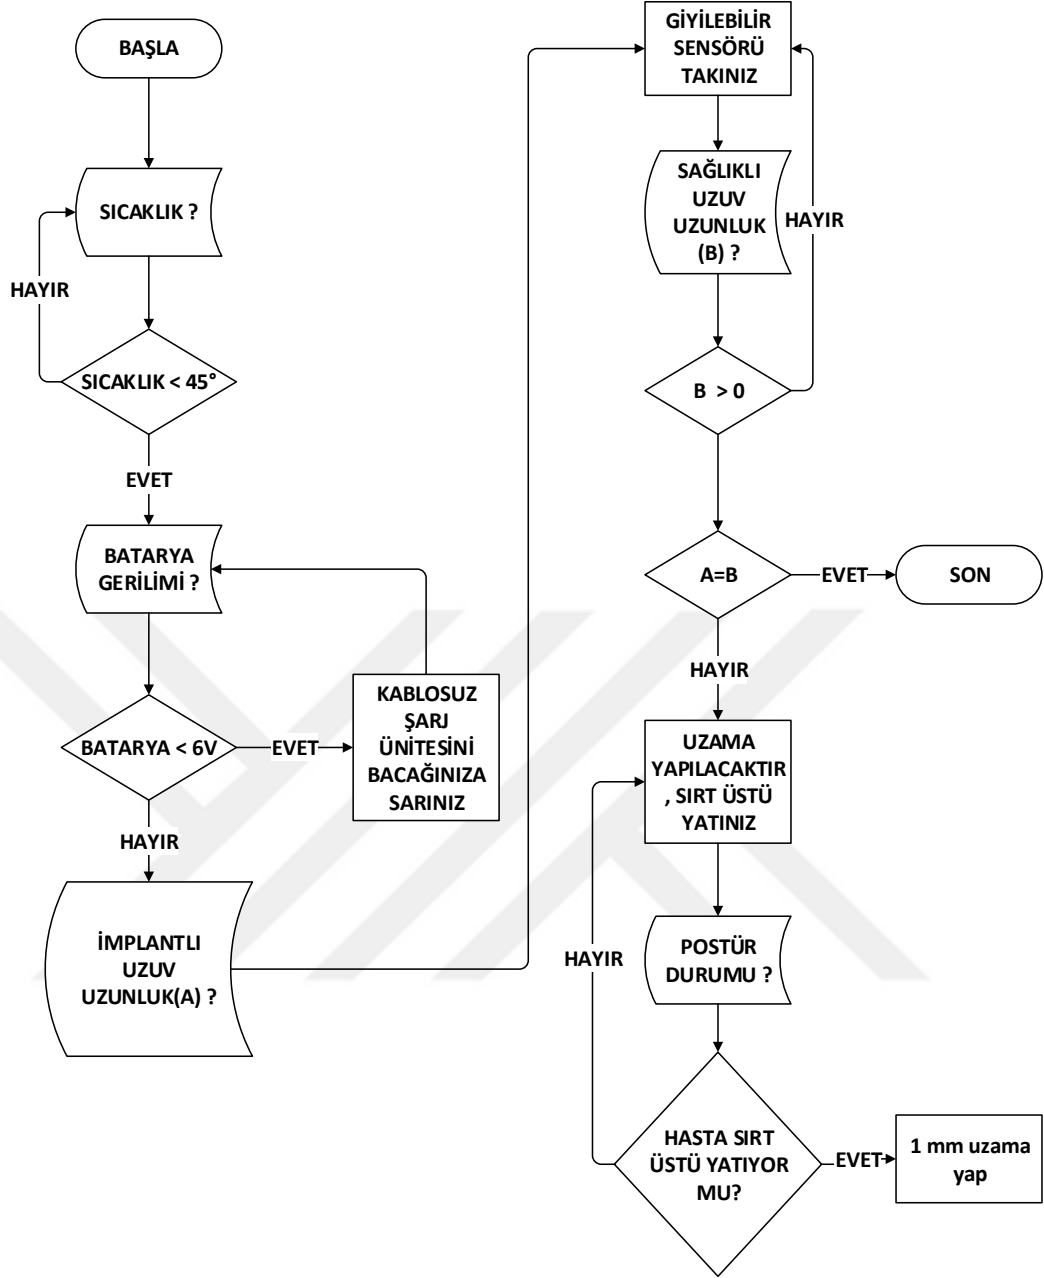 BAŞLA
SICAKLIK ?
HAYIR
SICAKLIK < 45°
EVET
BATARYA
GERİLİMİ ?
BATARYA < 6V
EVET
KABLOSUZ
ŞARJ
ÜNİTESİNİ
BACAĞINIZA
SARINIZ
HAYIR
İMPLANTLI
UZUV
UZUNLUK(A) ?
GİYİLEBİLİR
SENSÖRÜ
TAKINIZ
SAĞLIKLI
UZUV
UZUNLUK
(B) ?
HAYIR
B > 0
A=B
EVET
SON
HAYIR
UZAMA
YAPILACAKTIR
, SIRT ÜSTÜ
YATINIZ
HAYIR
POSTÜR
DURUMU ?
HASTA SIRT
ÜSTÜ YATIYOR
MU?
EVET
1 mm uzama
yap